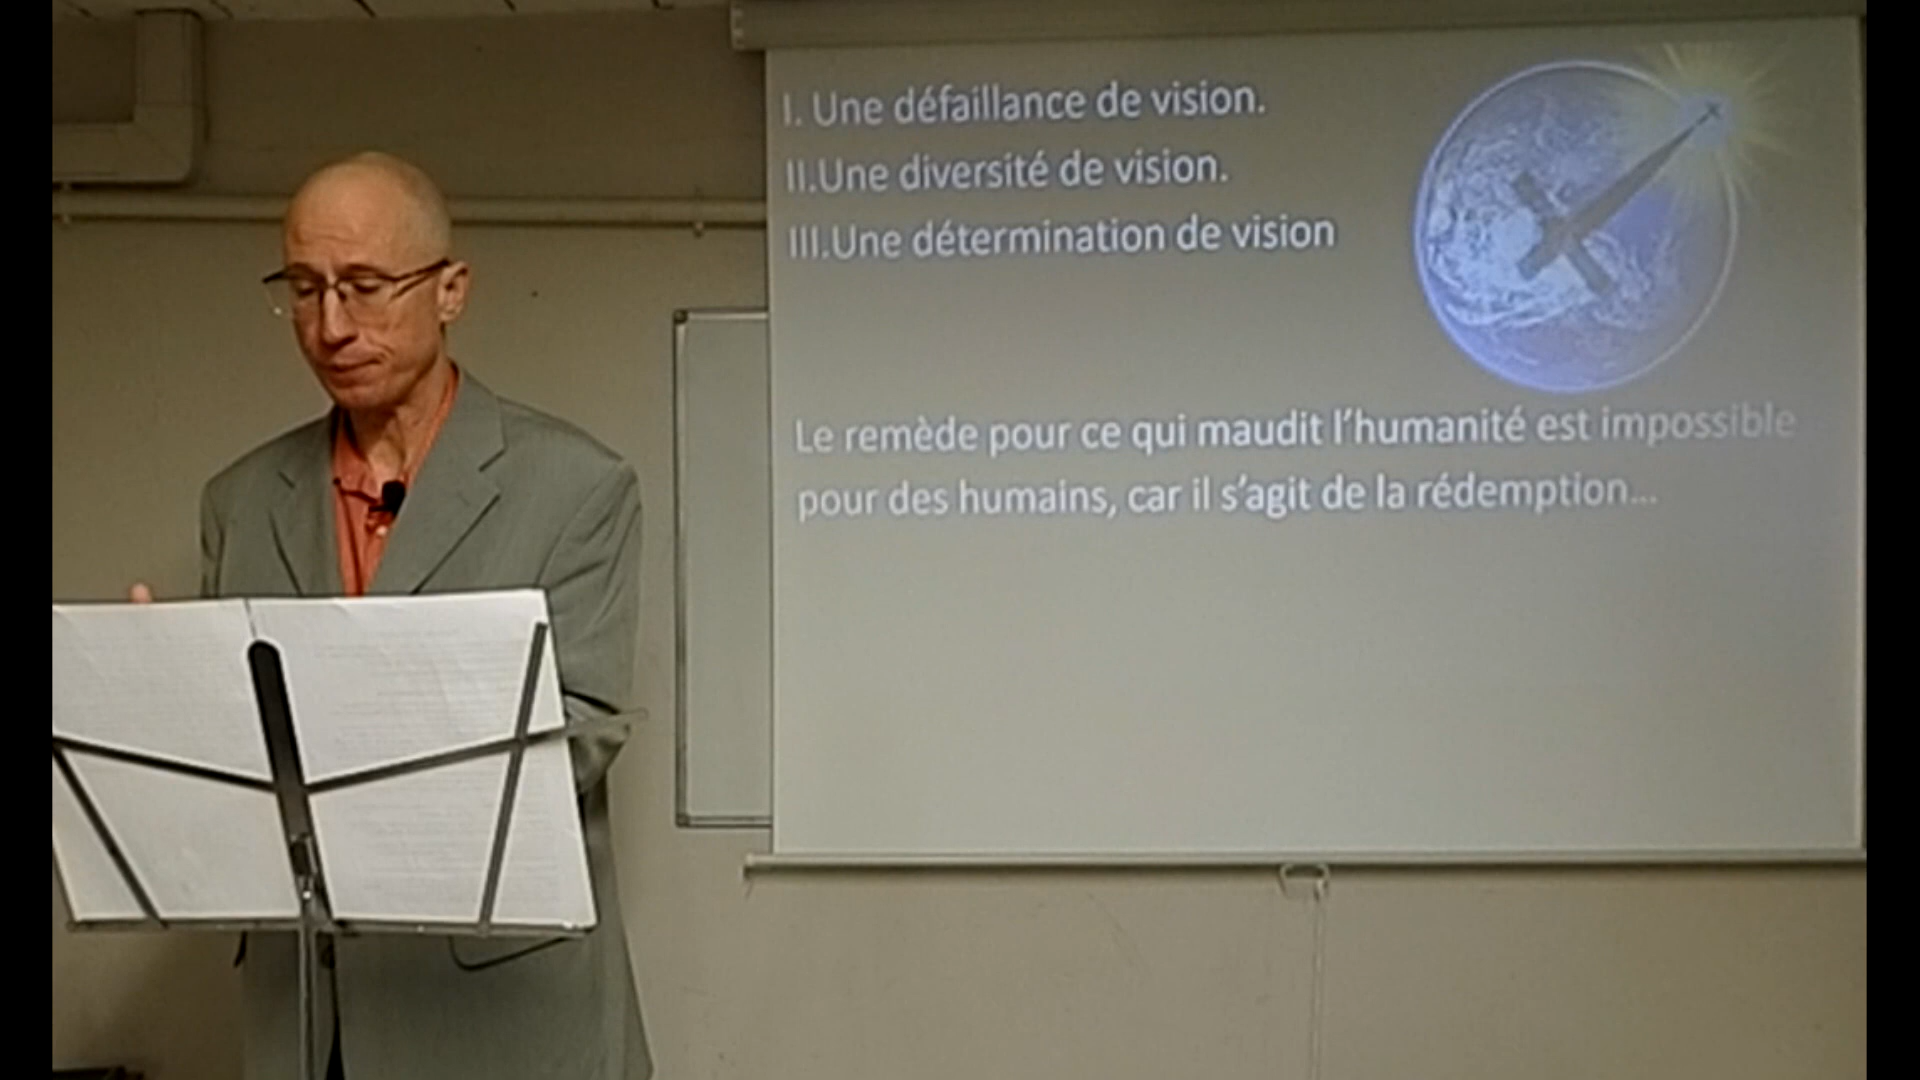 I. Une défaillance de vision.
II.Une diversité de vision.
III.Une détermination de vision
Le remède pour ce qui maudit l'humanité est impossible
pour des humains, car il s'agit de la rédemption...